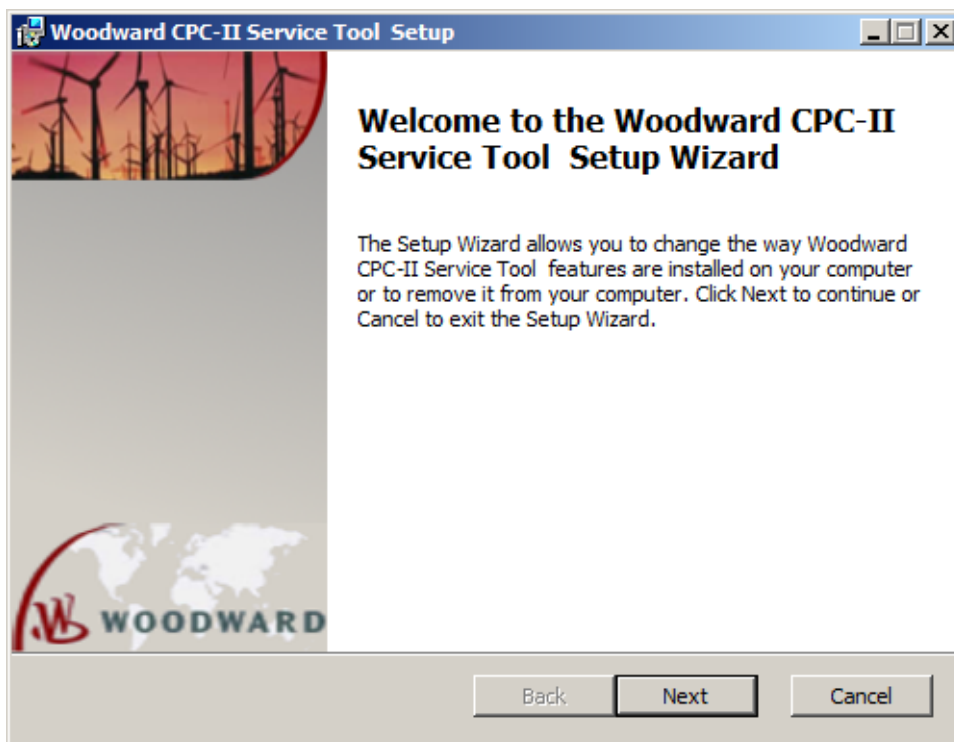 Woodward CPC-II Service Tool  Setup
Welcome to the Woodward CPC-II
Service Tool  Setup Wizard
The Setup Wizard allows you to change the way Woodward
CPC-II Service Tool  features are installed on your computer
or to remove it from your computer. Click Next to continue or
Cancel to exit the Setup Wizard.
WOODWARD
Back Next Cancel